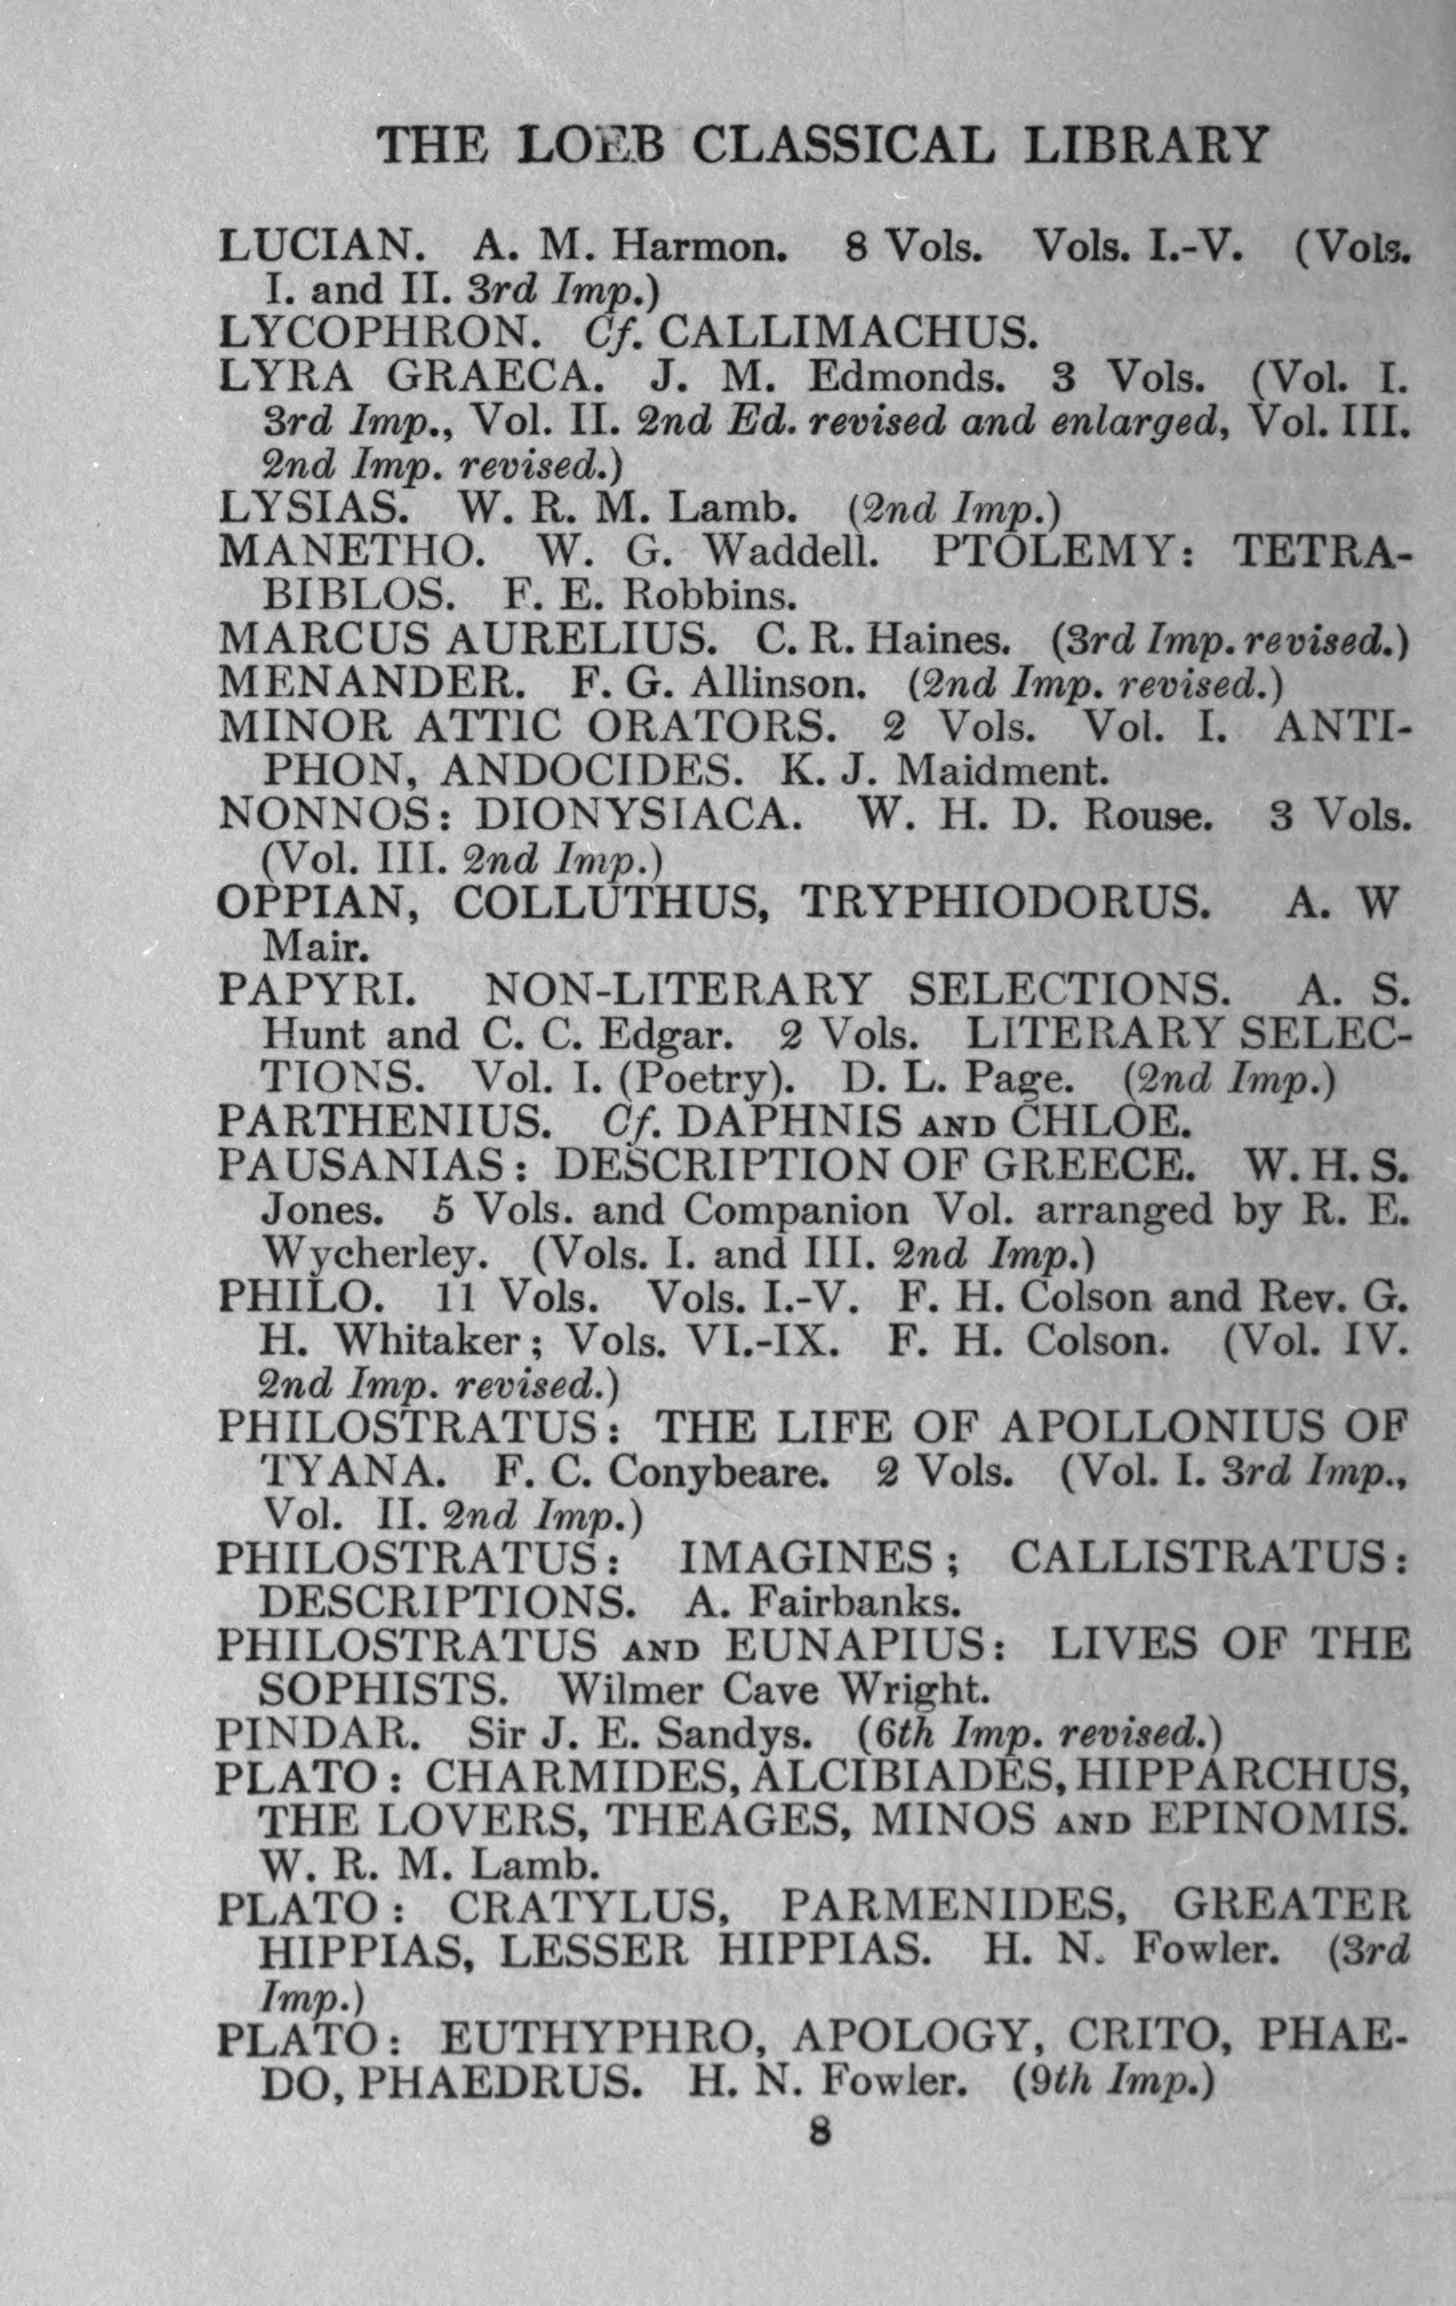 THE LOEB CLASSICAL LIBRARY
LUCIAN. A. M. Harmon. 8 Vols. Vols. I.-V. (Vols.
I. and II. 3rd Imp.)
LYCOPHRON. Cf. CALLIMACHUS.
LYRA GRAECA. J. M. Edmonds. 3 Vols. (Vol. I.
3rd Imp., Vol. II. 2nd Ed. revised and enlarged, Vol. III.
2nd Imp. revised.)
LYSIAS. W. R. M. Lamb. (2nd Imp.)
MANETHO. W. G. Waddell. PTOLEMY: TETRA-
BIBLOS. F. E. Robbins.
MARCUS AURELIUS. C. R. Haines. (3rd Imp. revised.)
MENANDER. F. G. Allinson. (2nd Imp. revised.)
MINOR ATTIC ORATORS. 2 Vols. Vol. I. ANTI-
PHON, ANDOCIDES. K. J. Maidment.
NONNOS: DIONYSIACA. W. H. D. Rouse. 3 Vols.
(Vol. III. 2nd Imp.)
OPPIAN, COLLUTHUS, TRYPHIODORUS. A. W
Mair.
PAPYRI. NON-LITERARY SELECTIONS. A. S.
Hunt and C. C. Edgar. 2 Vols. LITERARY SELEC-
TIONS. Vol. I. (Poetry). D. L. Page. (2nd Imp.)
PARTHENIUS. Cf. DAPHNIS AND CHLOE.
PAUSANIAS: DESCRIPTION OF GREECE. W. H. S.
Jones. 5 Vols. and Companion Vol. arranged by R. E.
Wycherley. (Vols. I. and III. 2nd Imp.)
PHILO. 11 Vols. Vols. I.-V. F. H. Colson and Rev. G.
H. Whitaker; Vols. VI.-IX. F. H. Colson. (Vol. IV.
2nd Imp. revised.)
PHILOSTRATUS: THE LIFE OF APOLLONIUS OF
TYANA. F. C. Conybeare. 2 Vols. (Vol. I. 3rd Imp.,
Vol. II. 2nd Imp.)
PHILOSTRATUS: IMAGINES; CALLISTRATUS:
DESCRIPTIONS. A. Fairbanks.
PHILOSTRATUS AND EUNAPIUS: LIVES OF THE
SOPHISTS. Wilmer Cave Wright.
PINDAR. Sir J. E. Sandys. (6th Imp. revised.)
PLATO: CHARMIDES, ALCIBIADES, HIPPARCHUS,
THE LOVERS, THEAGES, MINOS AND EPINOMIS.
W. R. M. Lamb.
PLATO: CRATYLUS, PARMENIDES, GREATER
HIPPIAS, LESSER HIPPIAS. H. N. Fowler. (3rd
Imp.)
PLATO: EUTHYPHRO, APOLOGY, CRITO, PHAE-
DO, PHAEDRUS. H. N. Fowler. (9th Imp.)
8